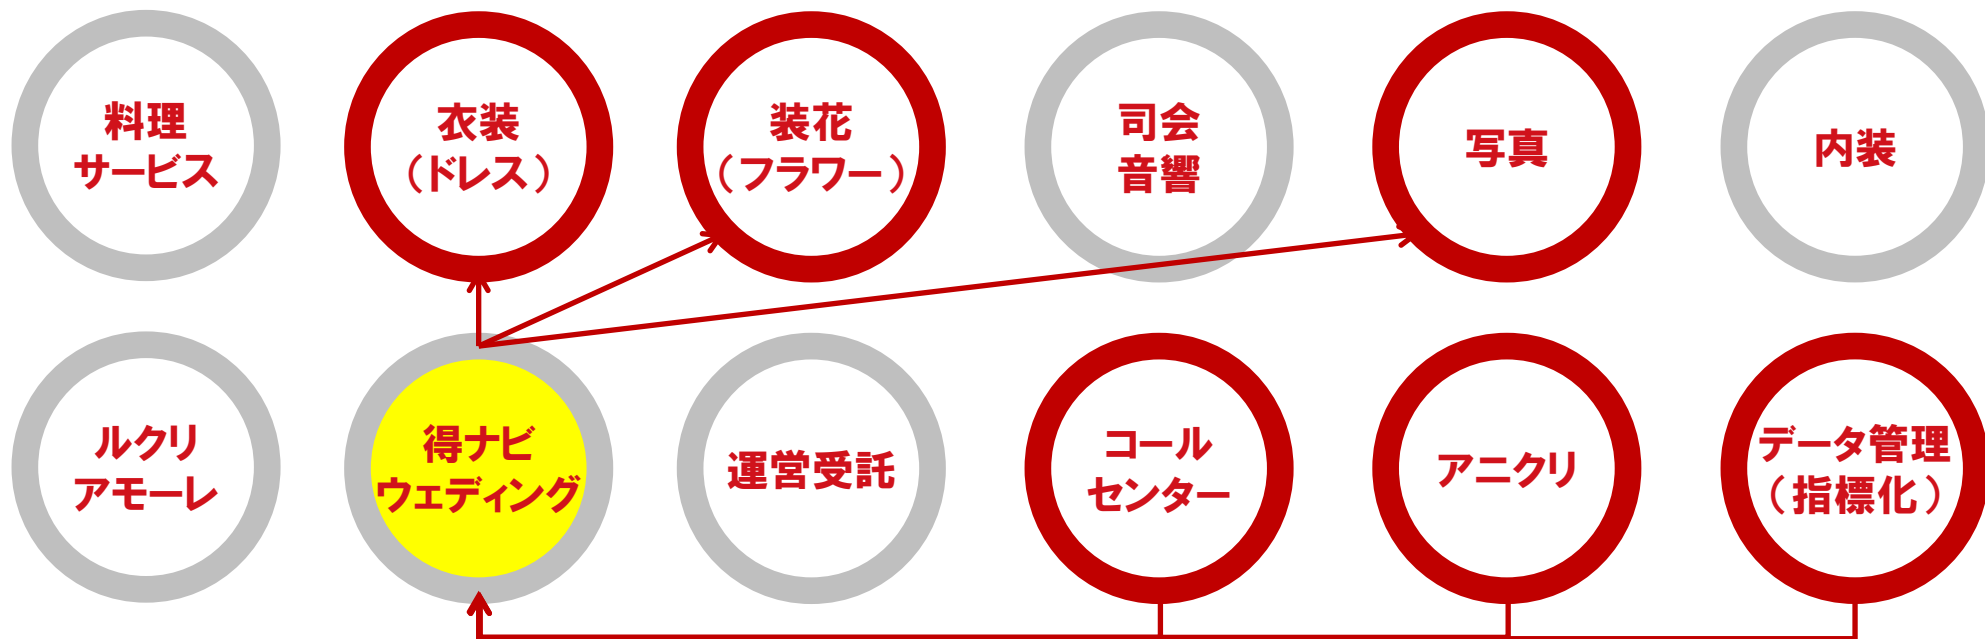 料理
サービス
衣装
（ドレス）
装花
（フラワー）
司会
音響
写真
内装
ルクリ
アモーレ
得ナビ
ウェディング
運営受託
コール
センター
アニクリ
データ管理
（指標化）